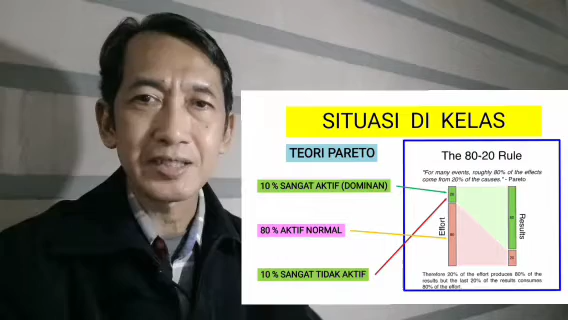 SITUASI DI KELAS
TEORI PARETO
10 % SANGAT AKTIF (DOMINAN)
80 % AKTIF NORMAL
10 % SANGAT TIDAK AKTIF
The 80-20 Rule
"For many events, roughly 80% of the effects
come from 20% of the causes." - Pareto
Effort
Results
Therefore 20% of the effort produces 80% of the
results but the last 20% of the results consumes
80% of the effort.